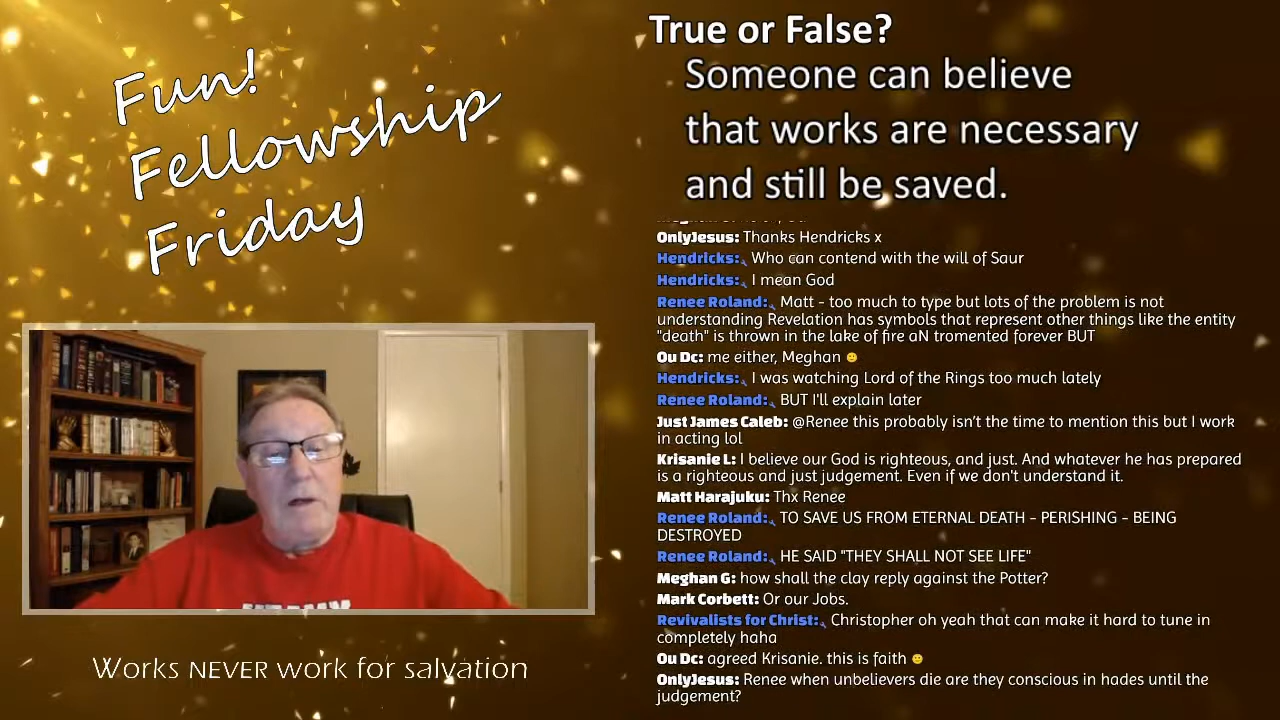 Fun!
Fellowship
Friday
True or False?
Someone can believe
that works are necessary
and still be saved.
OnlyJesus: Thanks Hendricks x
Hendricks: Who can contend with the will of Saur
Hendricks: I mean God
Renee Roland: Matt - too much to type but lots of the problem is not
understanding Revelation has symbols that represent other things like the entity
"death" is thrown in the lake of fire aN tromented forever BUT
Ou Dc: me either, Meghan 🙂
Hendricks: I was watching Lord of the Rings too much lately
Renee Roland: BUT I'll explain later
Just James Caleb: @Renee this probably isn't the time to mention this but I work
in acting lol
Krisanie L: I believe our God is righteous, and just. And whatever he has prepared
is a righteous and just judgement. Even if we don't understand it.
Matt Harajuku: Thx Renee
Renee Roland: TO SAVE US FROM ETERNAL DEATH - PERISHING - BEING
DESTROYED
Renee Roland: HE SAID "THEY SHALL NOT SEE LIFE"
Meghan G: how shall the clay reply against the Potter?
Mark Corbett: Or our Jobs.
Revivalists for Christ: Christopher oh yeah that can make it hard to tune in
completely haha
Ou Dc: agreed Krisanie. this is faith 🙂
OnlyJesus: Renee when unbelievers die are they conscious in hades until the
judgement?
Works NEVER work for salvation